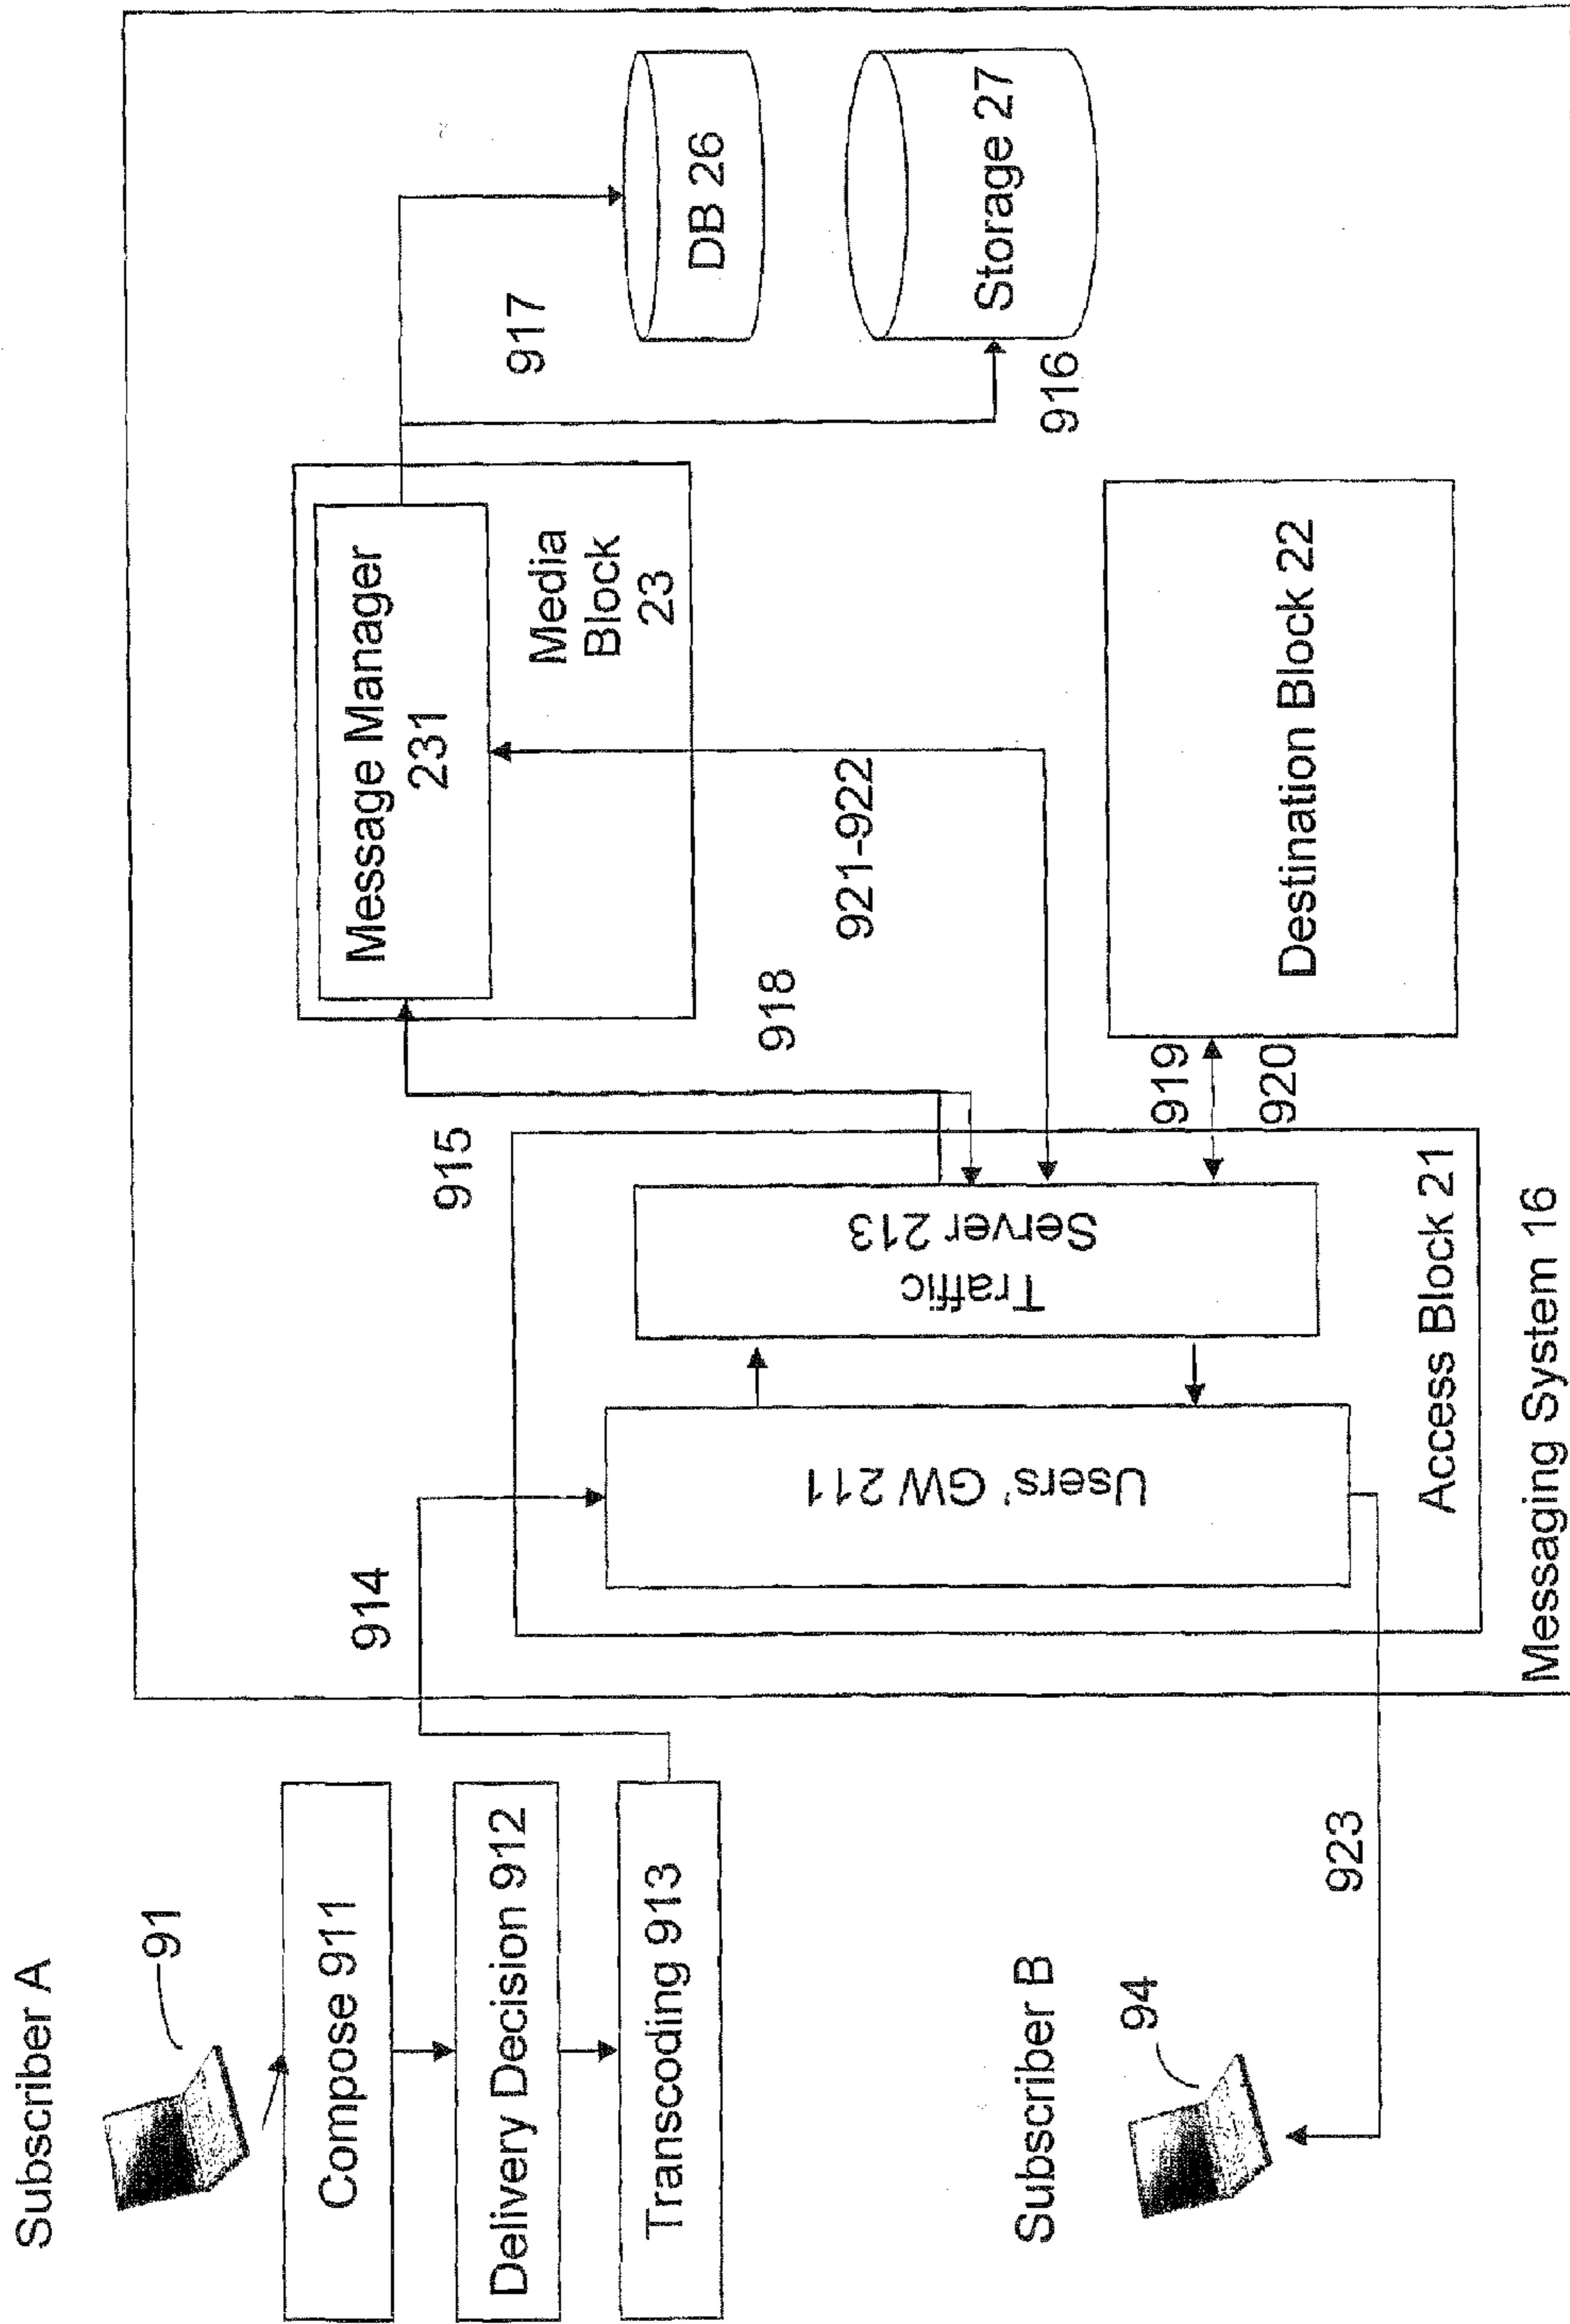 Subscriber A
91
Compose 911
Delivery Decision 912
Transcoding 913
914
Subscriber B
94
923
Users' GW 211
Traffic
Server 213
Access Block 21
Messaging System 16
915
918
921-922
919
920
Message Manager
231
Media
Block
23
Destination Block 22
917
916
DB 26
Storage 27